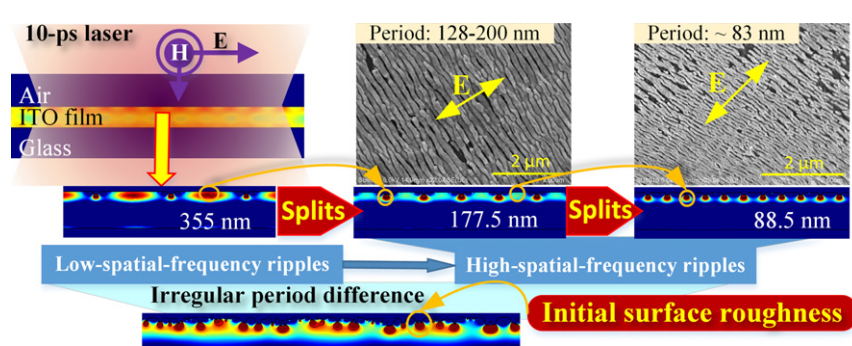 10-ps laser
H
E
Air
ITO film
Glass
Period: 128-200 nm
E
2 μm
Period: ~ 83 nm
E
2 μm
355 nm
Splits
177.5 nm
Splits
88.5 nm
Low-spatial-frequency ripples
High-spatial-frequency ripples
Irregular period difference
Initial surface roughness